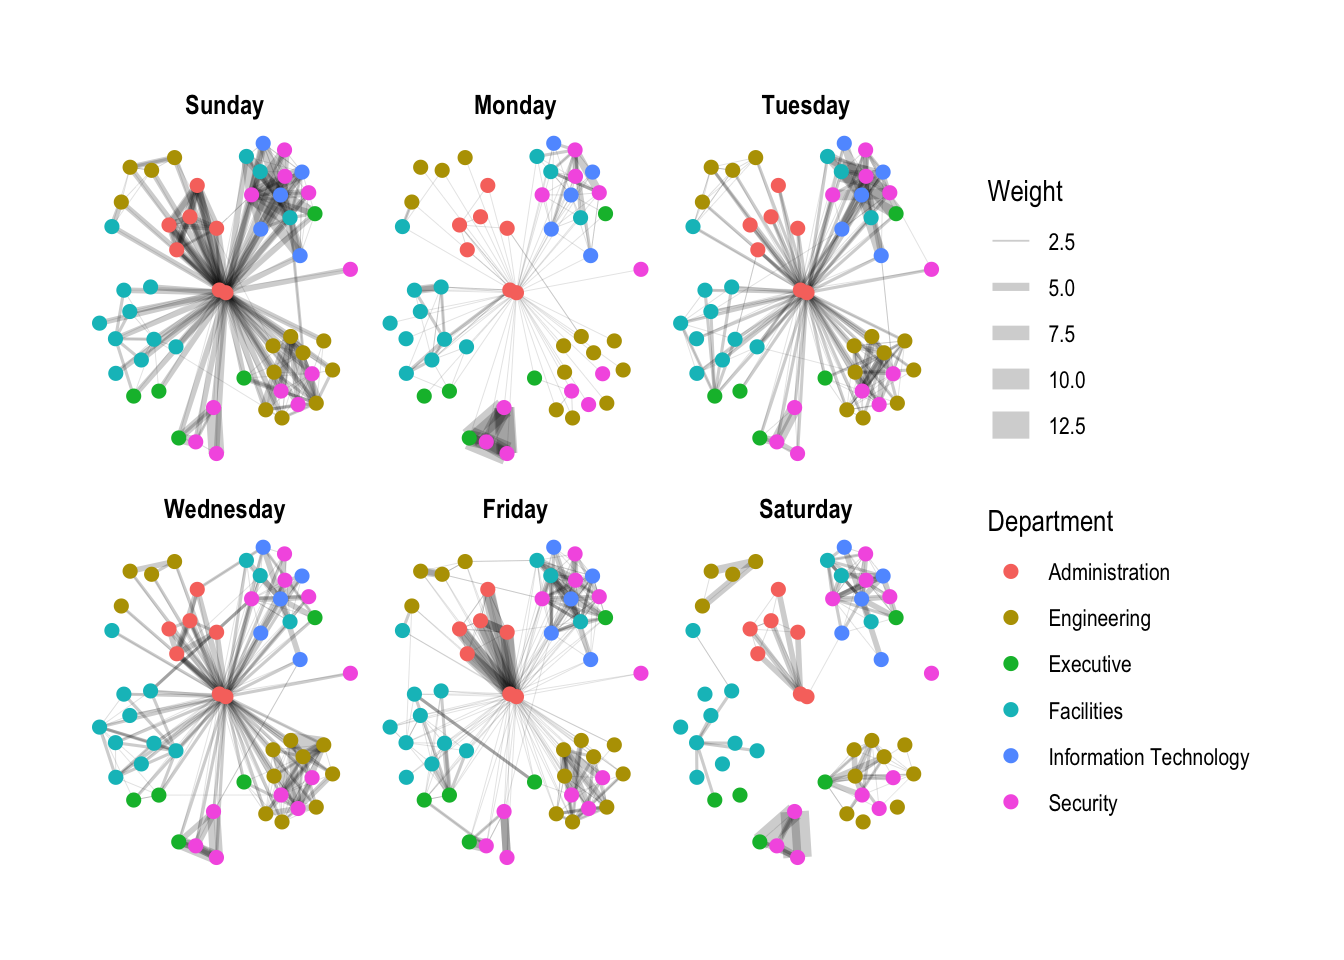 Sunday
Monday
Tuesday
Wednesday
Friday
Saturday
Weight
2.5
5.0
7.5
10.0
12.5
Department
Administration
Engineering
Executive
Facilities
Information Technology
Security